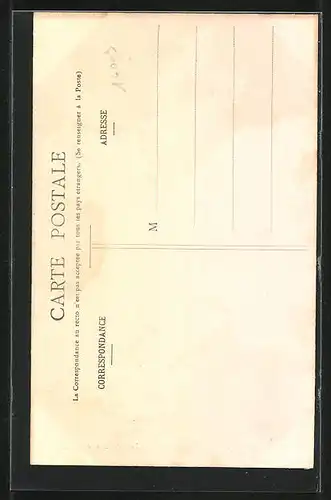 CARTE POSTALE
La Correspondance au recto n'est pas acceptée par tous les pays étrangers. (Se renseigner à la Poste)
CORRESPONDANCE
ADRESSE
M